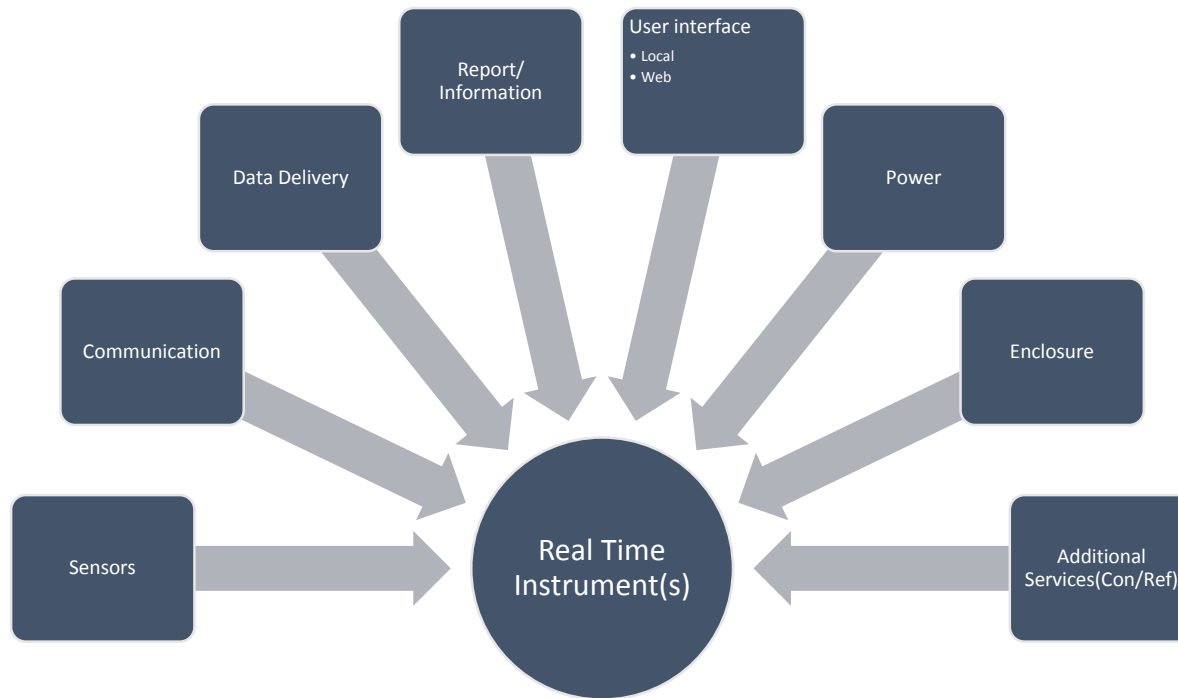 User interface
• Local
• Web
Report/
Information
Data Delivery
Power
Communication
Enclosure
Sensors
Real Time
Instrument(s)
Additional
Services(Con/Ref)